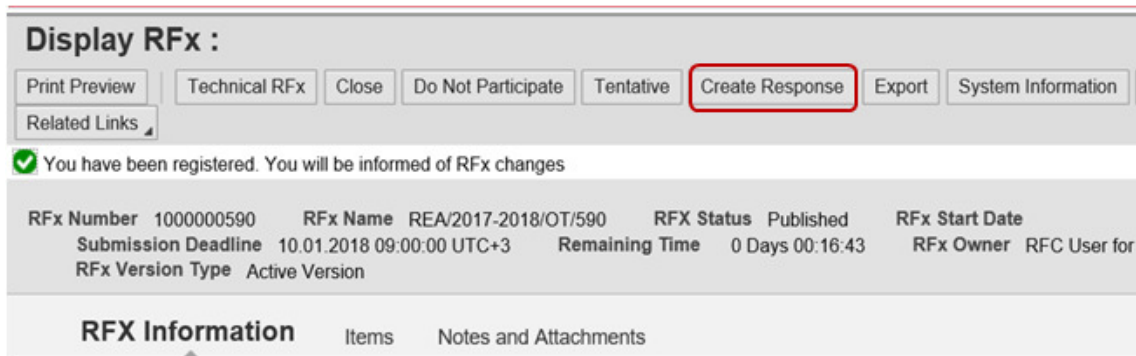 Display RFx :
Print Preview Technical RFx Close Do Not Participate Tentative Create Response Export System Information
Related Links
You have been registered. You will be informed of RFx changes
RFx Number 1000000590 RFx Name REA/2017-2018/OT/590 RFX Status Published RFx Start Date
Submission Deadline 10.01.2018 09:00:00 UTC+3 Remaining Time 0 Days 00:16:43 RFx Owner RFC User for
RFx Version Type Active Version
RFX Information Items Notes and Attachments